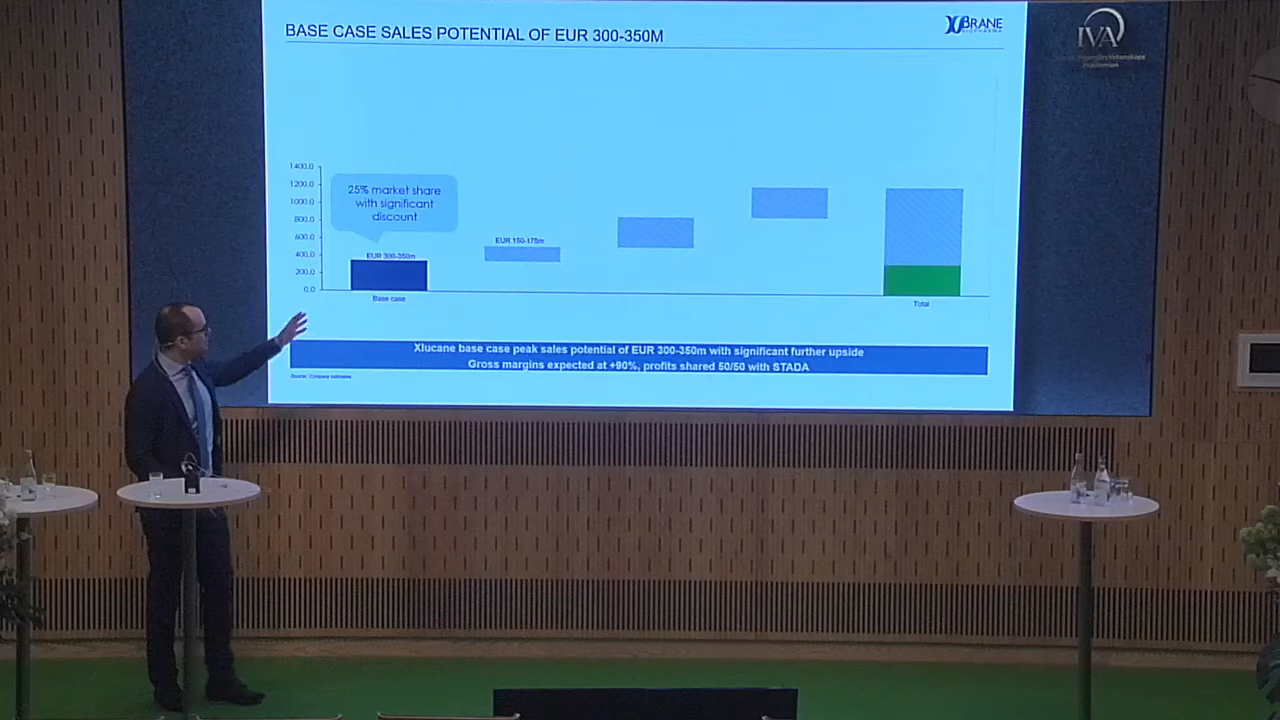 BASE CASE SALES POTENTIAL OF EUR 300-350M
XBRANE
BIOPHARMA
IVA
1400.0
1200.0
1000.0
800.0
600.0
400.0
200.0
0.0
25% market share
with significant
discount
EUR 300-350m
EUR 150-175m
Base case
Total
Xlucane base case peak sales potential of EUR 300-350m with significant further upside
Gross margins expected at +90%, profits shared 50/50 with STADA
Source: Company estimates